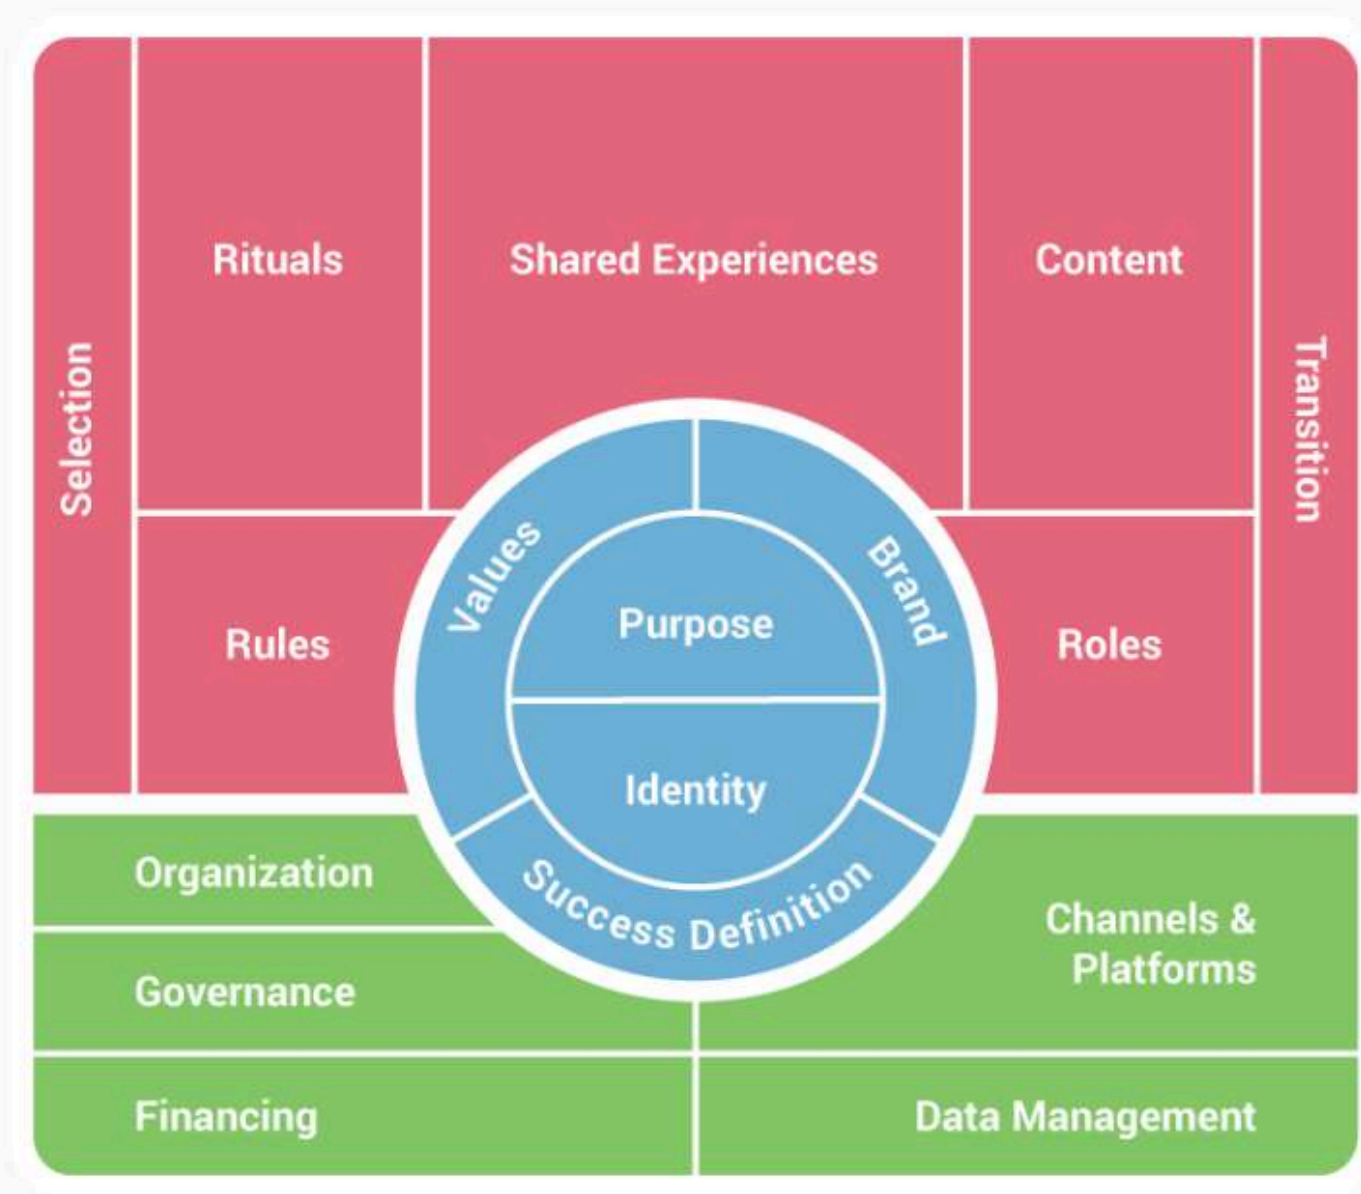 Selection
Rituals
Shared Experiences
Content
Transition
Rules
Values
Brand
Purpose
Roles
Identity
Success Definition
Organization
Governance
Financing
Channels &
Platforms
Data Management